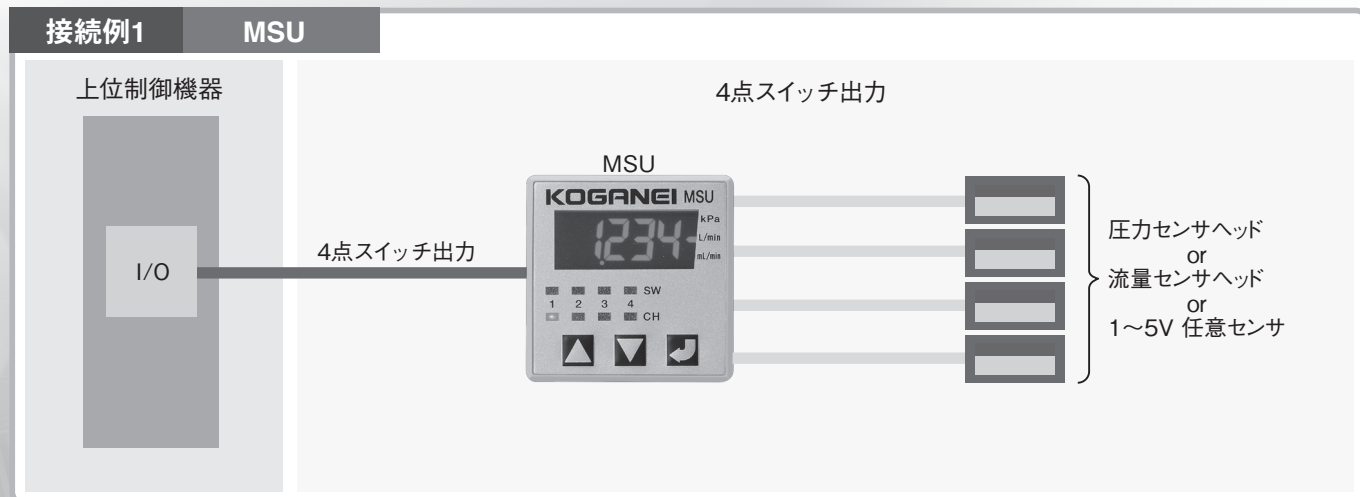 接続例1 MSU
上位制御機器
4点スイッチ出力
MSU
KOGANEI MSU
1.234
kPa
L/min
mL/min
I/O
4点スイッチ出力
SW
1 2 3 4
CH
圧力センサヘッド
or
流量センサヘッド
or
1〜5V 任意センサ